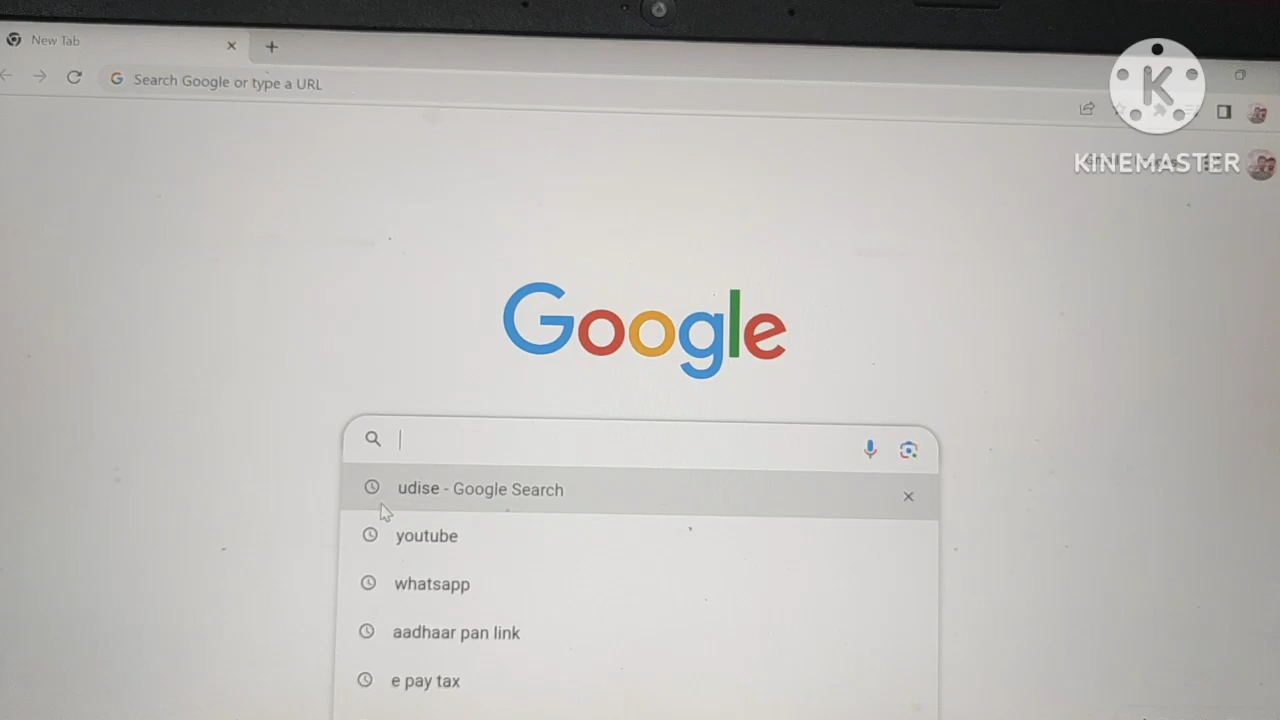 New Tab
Search Google or type a URL
KINEMASTER
Google
udise - Google Search
youtube
whatsapp
aadhaar pan link
e pay tax